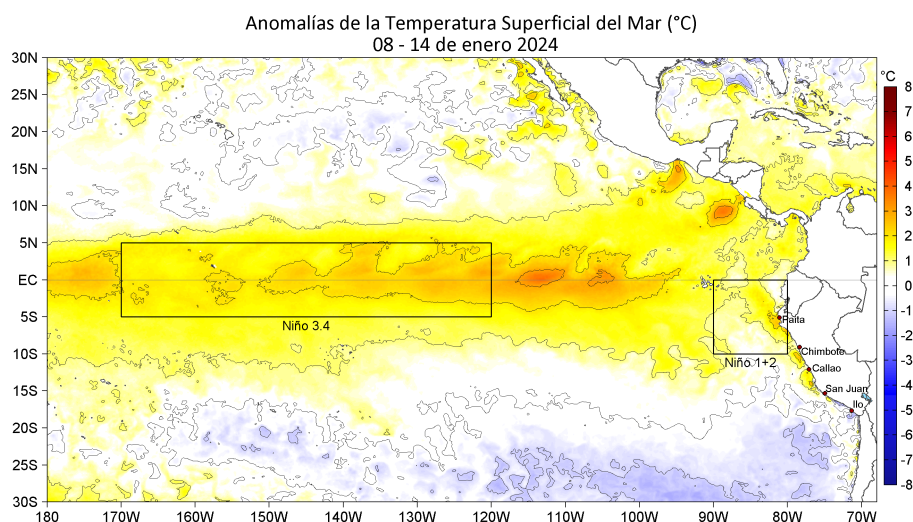 Anomalías de la Temperatura Superficial del Mar (°C)
08 - 14 de enero 2024
°C
30N
25N
20N
15N
10N
5N
EC
5S
10S
15S
20S
25S
30S
Niño 3.4
Niño 1+2
Paita
Chimbote
Callao
San Juan
Ilo
8
7
6
5
4
3
2
1
0
-1
-2
-3
-4
-5
-6
-7
-8
180 170W 160W 150W 140W 130W 120W 110W 100W 90W 80W 70W